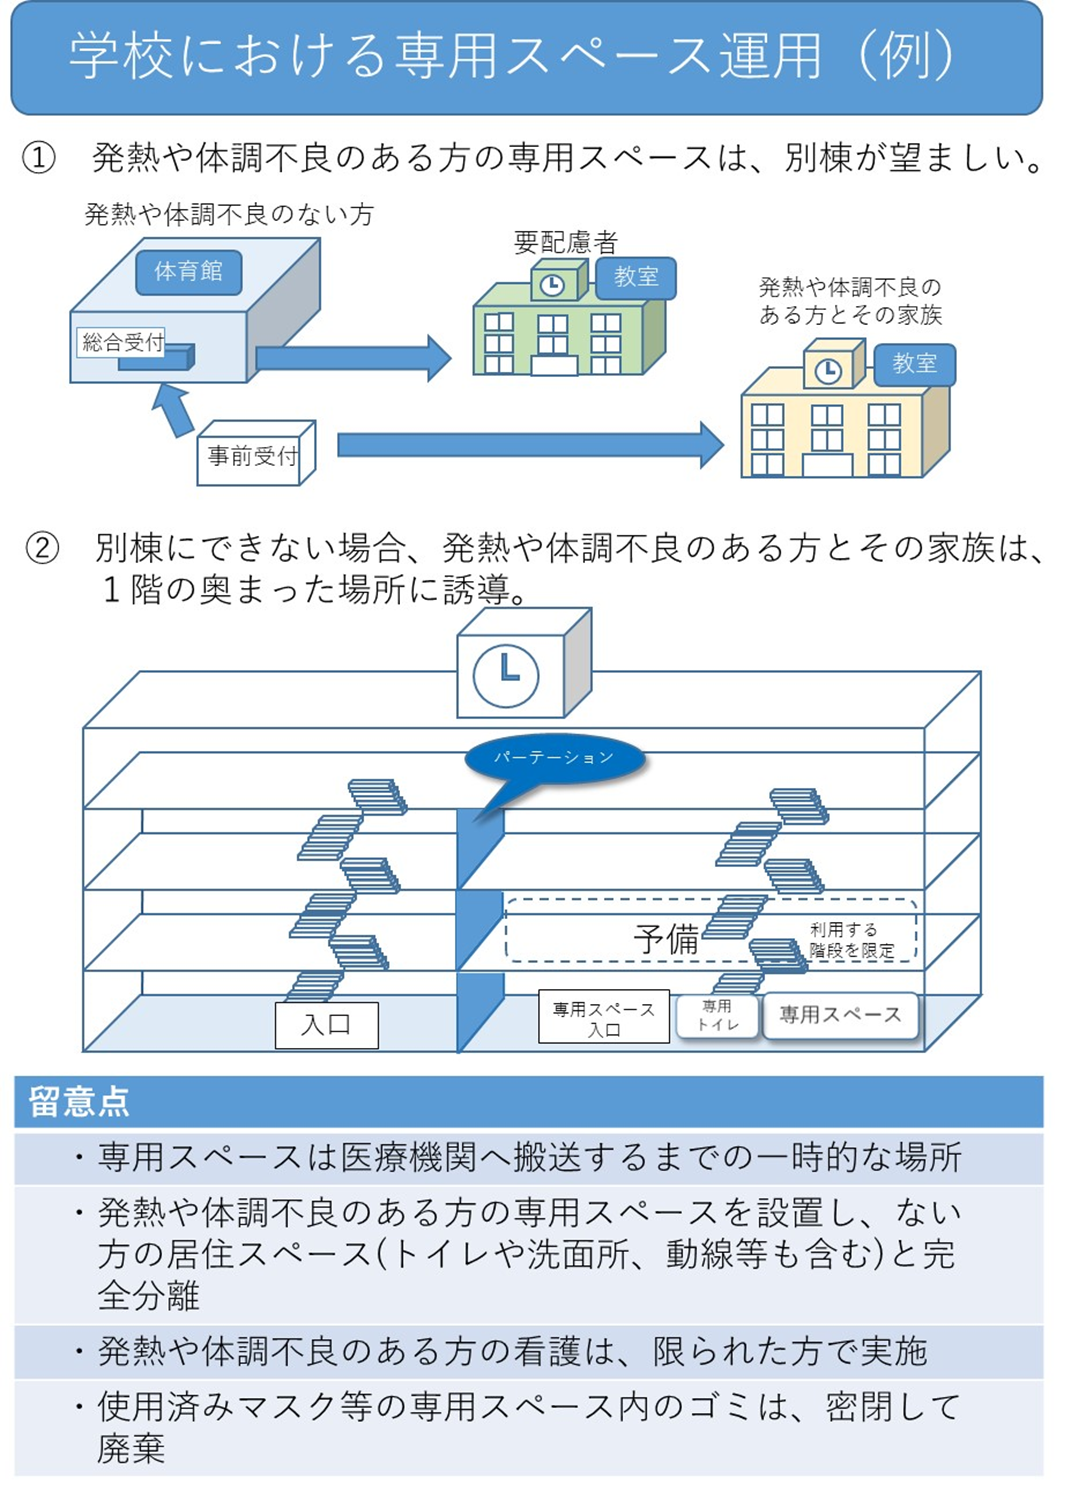 学校における専用スペース運用（例）
① 発熱や体調不良のある方の専用スペースは、別棟が望ましい。
発熱や体調不良のない方
体育館
総合受付
事前受付
要配慮者
教室
発熱や体調不良の
ある方とその家族
教室
② 別棟にできない場合、発熱や体調不良のある方とその家族は、
１階の奥まった場所に誘導。
パーテーション
予備
利用する
階段を限定
入口
専用スペース
入口
専用
トイレ
専用スペース
留意点
・専用スペースは医療機関へ搬送するまでの一時的な場所
・発熱や体調不良のある方の専用スペースを設置し、ない
方の居住スペース(トイレや洗面所、動線等も含む)と完
全分離
・発熱や体調不良のある方の看護は、限られた方で実施
・使用済みマスク等の専用スペース内のゴミは、密閉して
廃棄